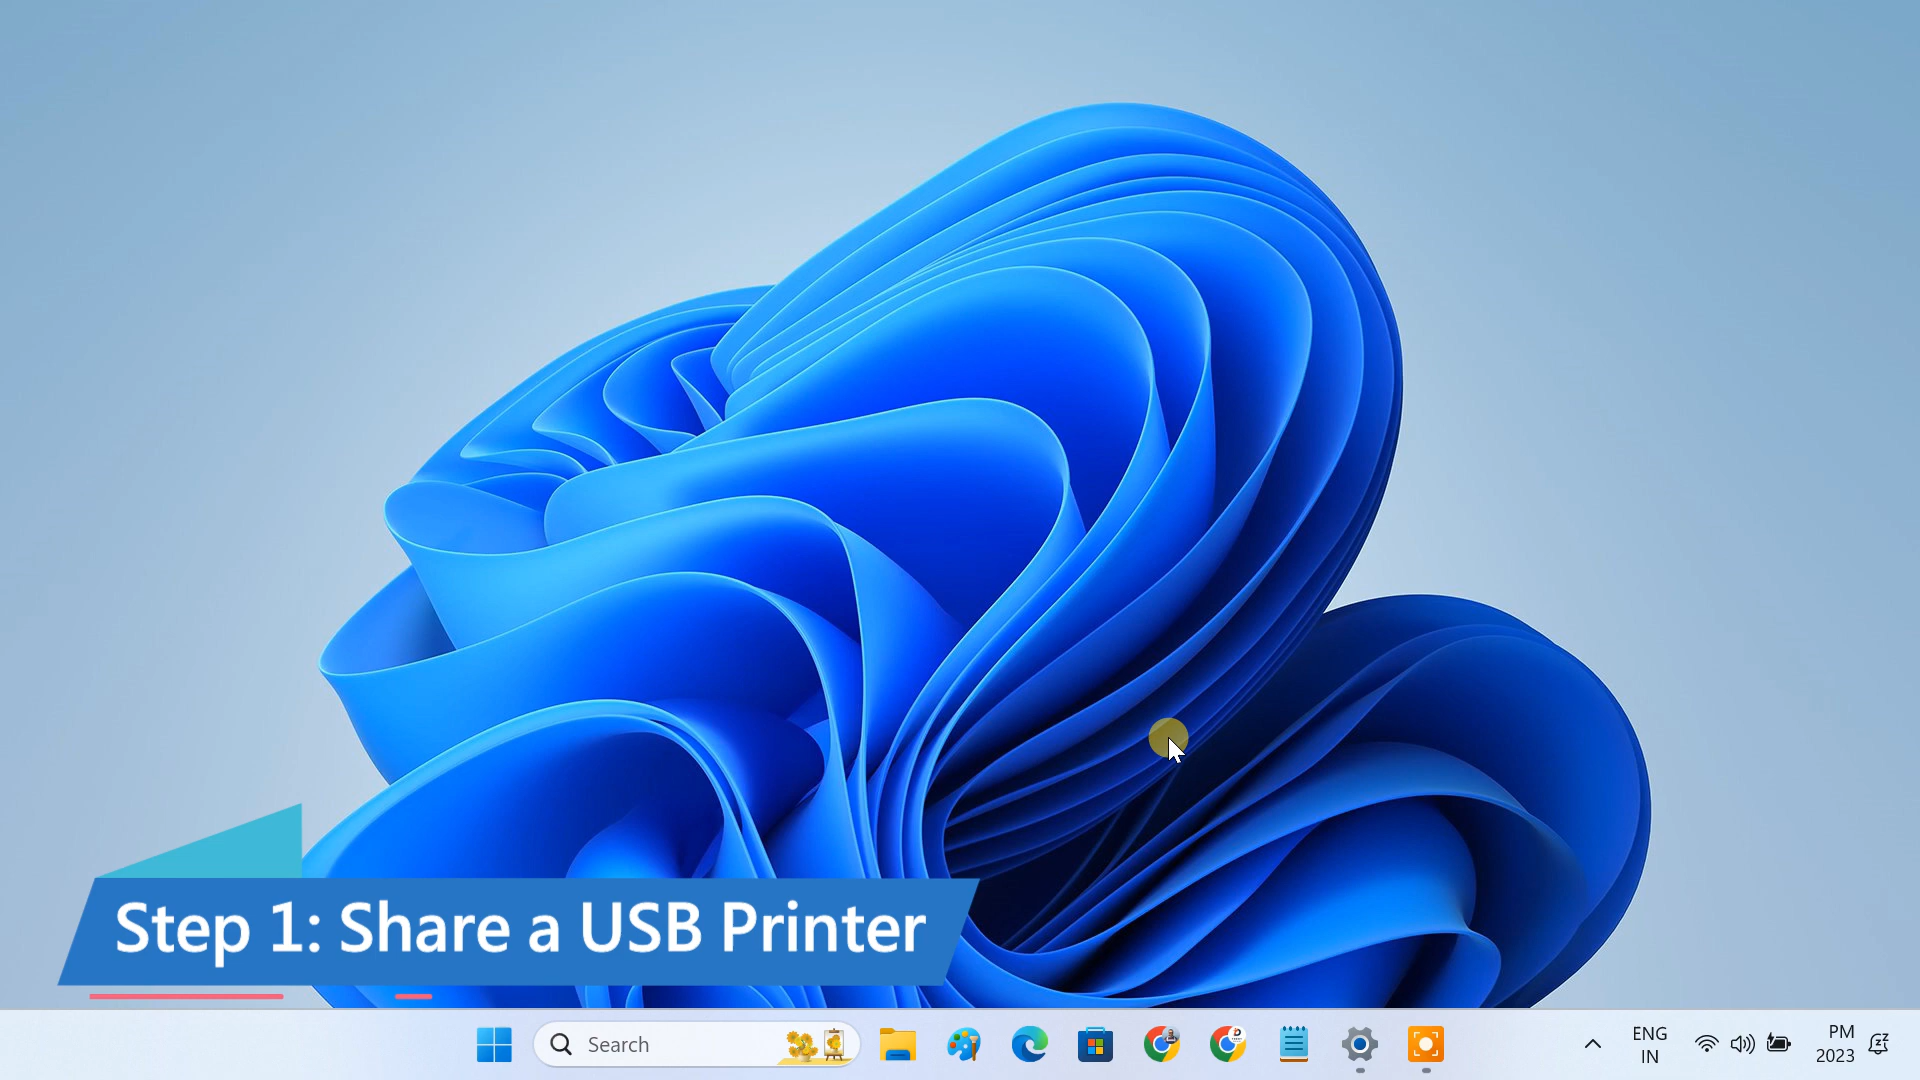 Step 1: Share a USB Printer
Search
ENG
IN
PM
2023